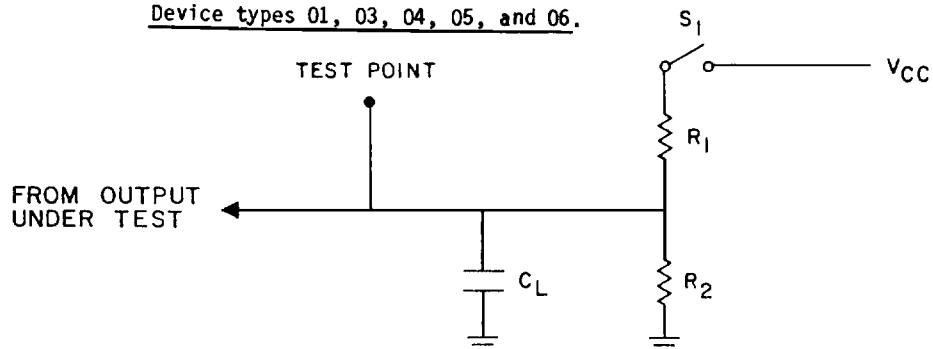 Device types 01, 03, 04, 05, and 06.
S1
TEST POINT
VCC
R1
FROM OUTPUT
UNDER TEST
CL
R2